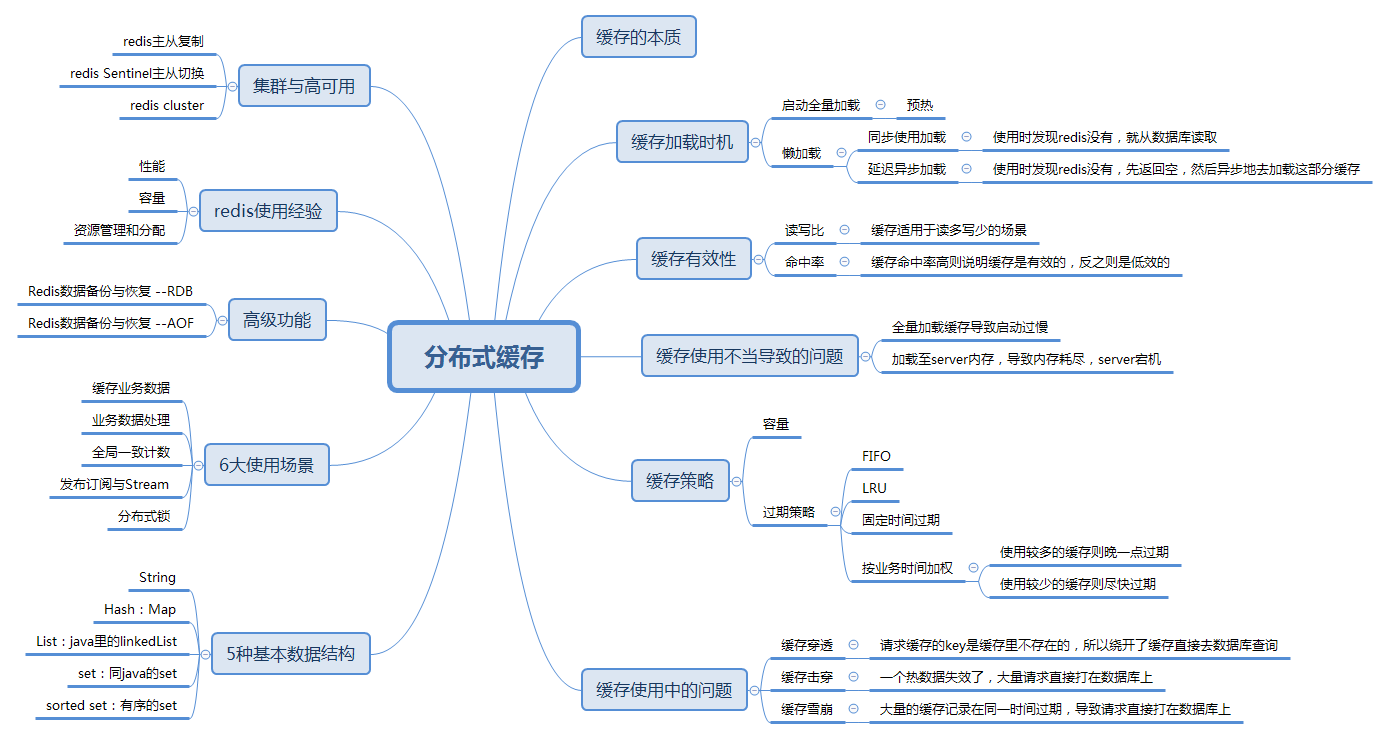 分布式缓存
缓存的本质
缓存加载时机
启动全量加载
预热
懒加载
同步使用加载
使用时发现redis没有，就从数据库读取
延迟异步加载
使用时发现redis没有，先返回空，然后异步地去加载这部分缓存
缓存有效性
读写比
缓存适用于读多写少的场景
命中率
缓存命中率高则说明缓存是有效的，反之则是低效的
缓存使用不当导致的问题
全量加载缓存导致启动过慢
加载至server内存，导致内存耗尽，server宕机
缓存策略
容量
过期策略
FIFO
LRU
固定时间过期
按业务时间加权
使用较多的缓存则晚一点过期
使用较少的缓存则尽快过期
缓存使用中的问题
缓存穿透
请求缓存的key是缓存里不存在的，所以绕开了缓存直接去数据库查询
缓存击穿
一个热数据失效了，大量请求直接打在数据库上
缓存雪崩
大量的缓存记录在同一时间过期，导致请求直接打在数据库上
集群与高可用
redis主从复制
redis Sentinel主从切换
redis cluster
redis使用经验
性能
容量
资源管理和分配
高级功能
Redis数据备份与恢复 --RDB
Redis数据备份与恢复 --AOF
6大使用场景
缓存业务数据
业务数据处理
全局一致计数
发布订阅与Stream
分布式锁
5种基本数据结构
String
Hash：Map
List：java里的linkedList
set：同java的set
sorted set：有序的set